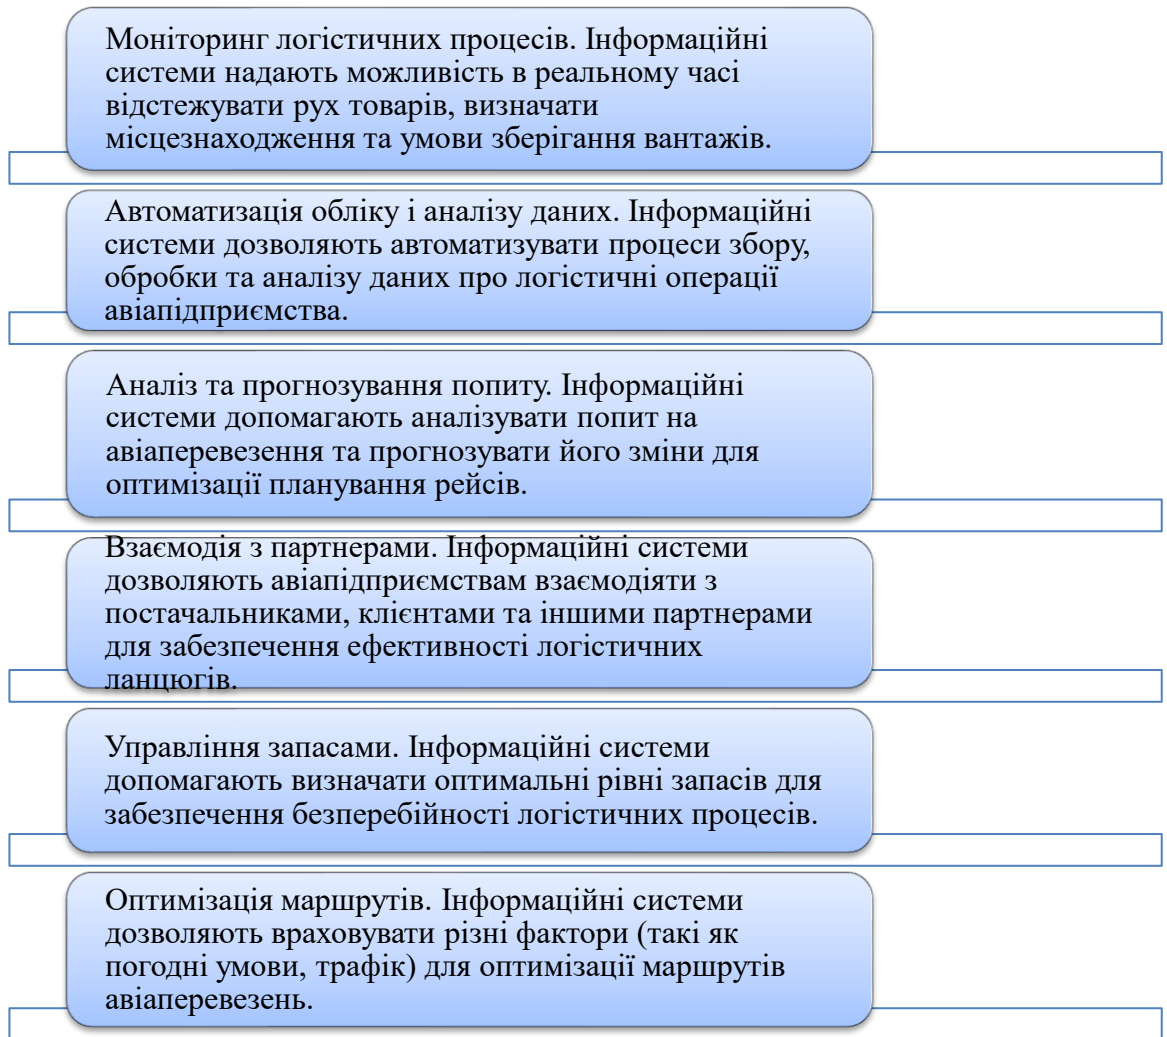 Моніторинг логістичних процесів. Інформаційні
системи надають можливість в реальному часі
відстежувати рух товарів, визначати
місцезнаходження та умови зберігання вантажів.
Автоматизація обліку і аналізу даних. Інформаційні
системи дозволяють автоматизувати процеси збору,
обробки та аналізу даних про логістичні операції
авіапідприємства.
Аналіз та прогнозування попиту. Інформаційні
системи допомагають аналізувати попит на
авіаперевезення та прогнозувати його зміни для
оптимізації планування рейсів.
Взаємодія з партнерами. Інформаційні системи
дозволяють авіапідприємствам взаємодіяти з
постачальниками, клієнтами та іншими партнерами
для забезпечення ефективності логістичних
ланцюгів.
Управління запасами. Інформаційні системи
допомагають визначати оптимальні рівні запасів для
забезпечення безперебійності логістичних процесів.
Оптимізація маршрутів. Інформаційні системи
дозволяють враховувати різні фактори (такі як
погодні умови, трафік) для оптимізації маршрутів
авіаперевезень.